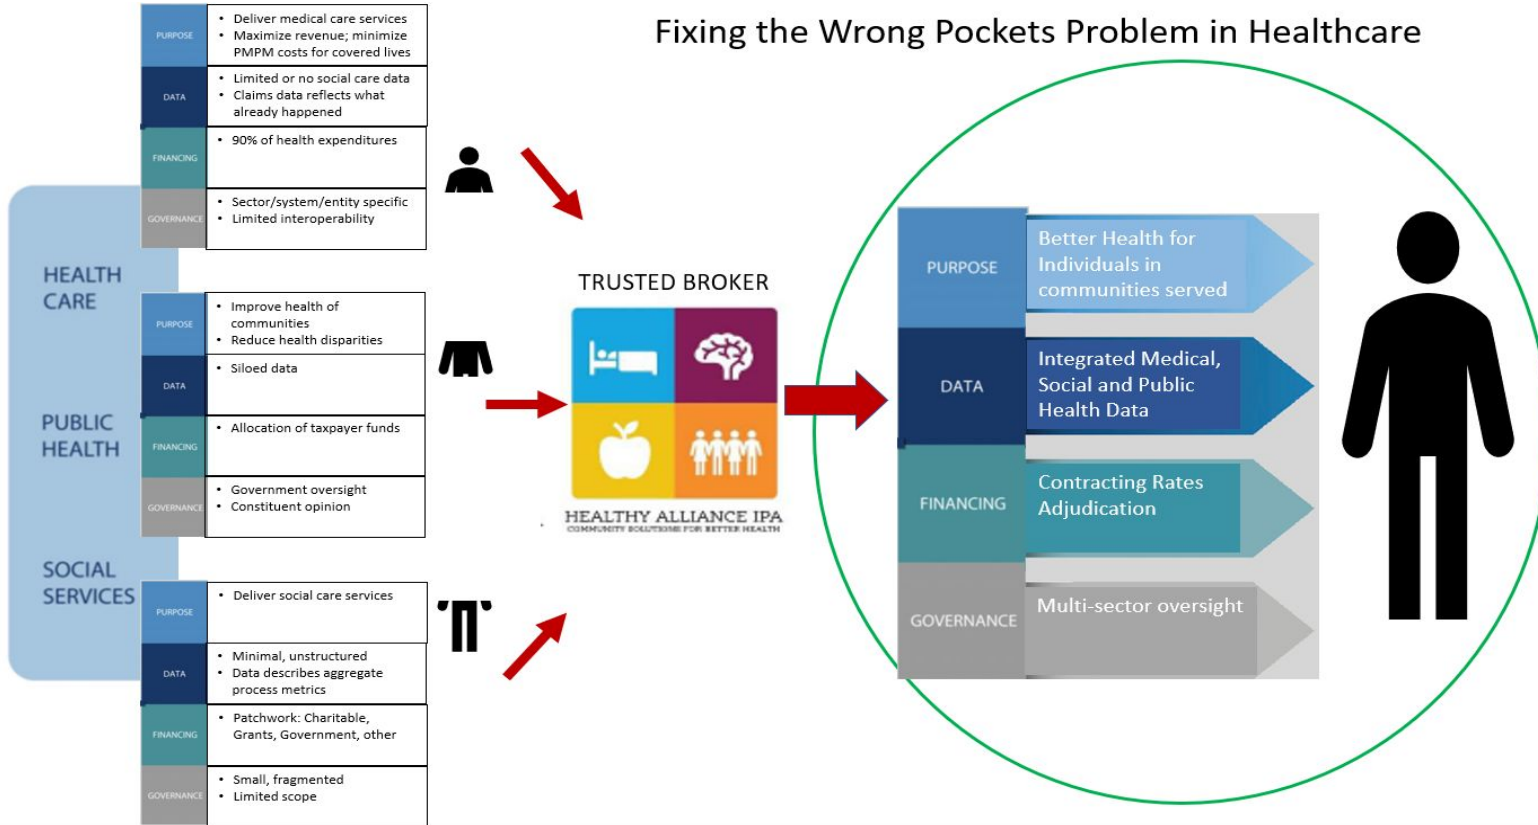 Fixing the Wrong Pockets Problem in Healthcare
HEALTH
CARE
PUBLIC
HEALTH
SOCIAL
SERVICES
PURPOSE
• Deliver medical care services
• Maximize revenue; minimize
PMPM costs for covered lives
DATA
• Limited or no social care data
• Claims data reflects what
already happened
FINANCING
• 90% of health expenditures
GOVERNANCE
• Sector/system/entity specific
• Limited interoperability
PURPOSE
• Improve health of
communities
• Reduce health disparities
DATA
• Siloed data
FINANCING
• Allocation of taxpayer funds
GOVERNANCE
• Government oversight
• Constituent opinion
PURPOSE
• Deliver social care services
DATA
• Minimal, unstructured
• Data describes aggregate
process metrics
FINANCING
• Patchwork: Charitable,
Grants, Government, other
GOVERNANCE
• Small, fragmented
• Limited scope
TRUSTED BROKER
HEALTHY ALLIANCE IPA
COMMUNITY SOLUTIONS FOR BETTER HEALTH
PURPOSE
Better Health for
Individuals in
communities served
DATA
Integrated Medical,
Social and Public
Health Data
FINANCING
Contracting Rates
Adjudication
GOVERNANCE
Multi-sector oversight